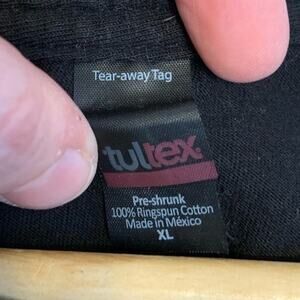 Tear-away Tag
tultex
Pre-shrunk
100% Ringspun Cotton
Made in México
XL